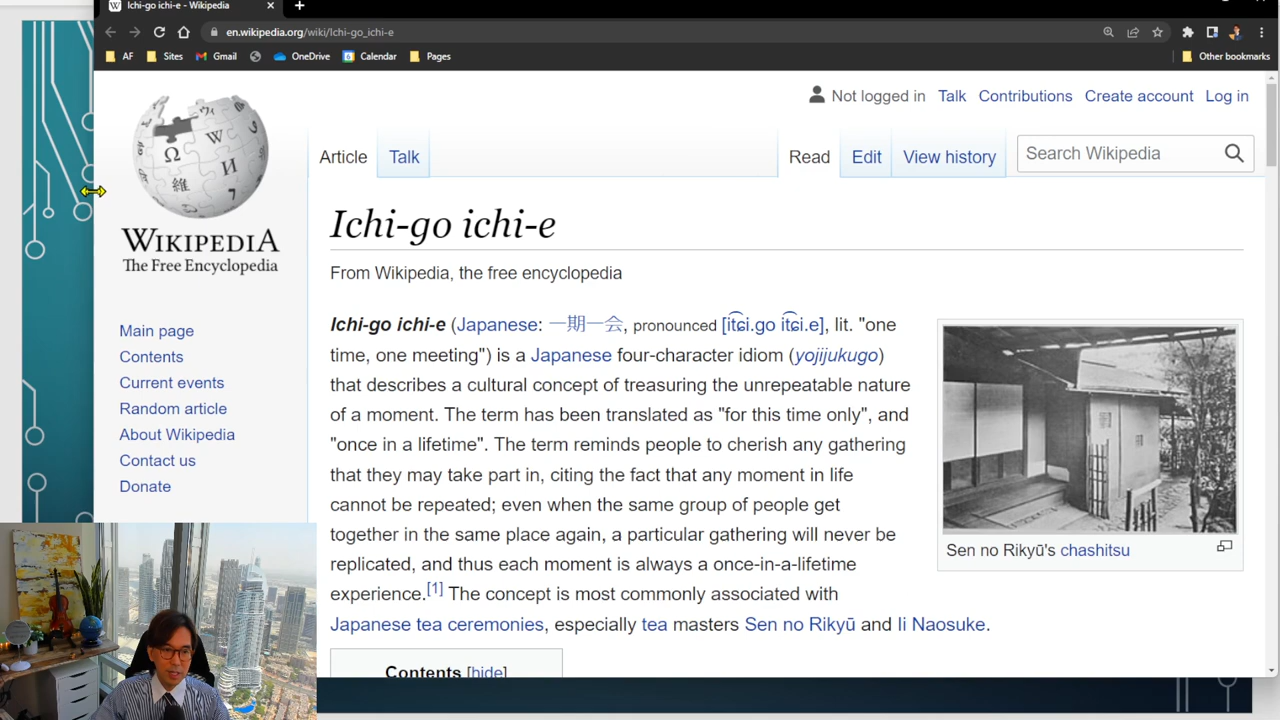 Ichi-go ichi-e - Wikipedia
en.wikipedia.org/wiki/Ichi-go_ichi-e
AF Sites Gmail OneDrive Calendar Pages Other bookmarks
Not logged in Talk Contributions Create account Log in
Article Talk Read Edit View history Search Wikipedia
WIKIPEDIA
The Free Encyclopedia
Main page
Contents
Current events
Random article
About Wikipedia
Contact us
Donate
Ichi-go ichi-e
From Wikipedia, the free encyclopedia
Ichi-go ichi-e (Japanese: 一期一会, pronounced [it͡ɕi.ɡo it͡ɕi.e], lit. "one
time, one meeting") is a Japanese four-character idiom (yojijukugo)
that describes a cultural concept of treasuring the unrepeatable nature
of a moment. The term has been translated as "for this time only", and
"once in a lifetime". The term reminds people to cherish any gathering
that they may take part in, citing the fact that any moment in life
cannot be repeated; even when the same group of people get
together in the same place again, a particular gathering will never be
replicated, and thus each moment is always a once-in-a-lifetime
experience.[1] The concept is most commonly associated with
Japanese tea ceremonies, especially tea masters Sen no Rikyū and Ii Naosuke.
Sen no Rikyū's chashitsu
Contents [hide]